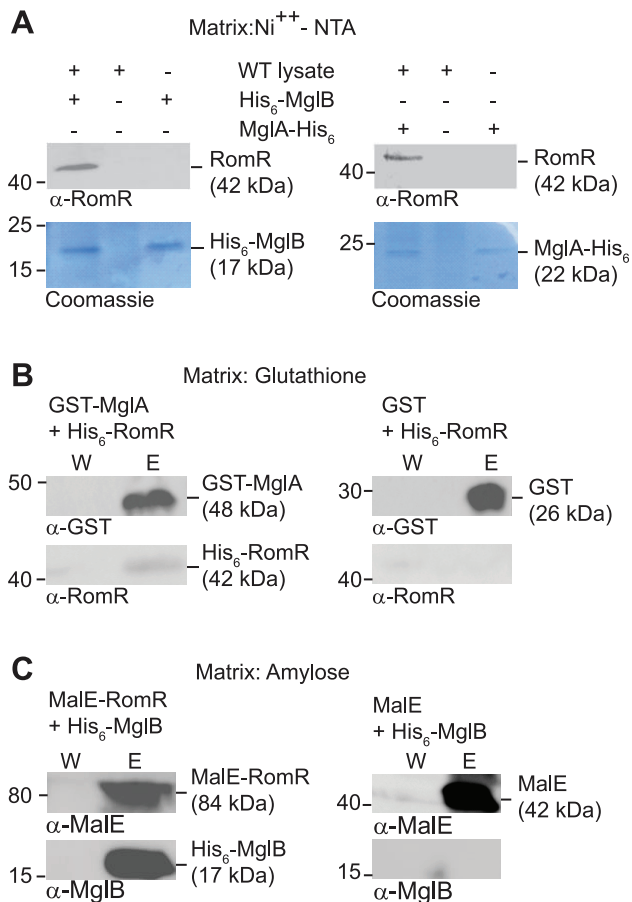 A
Matrix:Ni++- NTA
+ + - WT lysate + + -
+ - + His6-MglB - - -
- - - MglA-His6 + - +
40 RomR (42 kDa)
α-RomR
40 RomR (42 kDa)
α-RomR
25
15
His6-MglB (17 kDa)
Coomassie
25
MglA-His6 (22 kDa)
Coomassie
B
Matrix: Glutathione
GST-MglA
+ His6-RomR
W E
50
GST-MglA (48 kDa)
α-GST
40
His6-RomR (42 kDa)
α-RomR
GST
+ His6-RomR
W E
30
GST (26 kDa)
α-GST
40
α-RomR
C
Matrix: Amylose
MalE-RomR
+ His6-MglB
W E
80
MalE-RomR (84 kDa)
α-MalE
15
His6-MglB (17 kDa)
α-MglB
MalE
+ His6-MglB
W E
40
MalE (42 kDa)
α-MalE
15
α-MglB